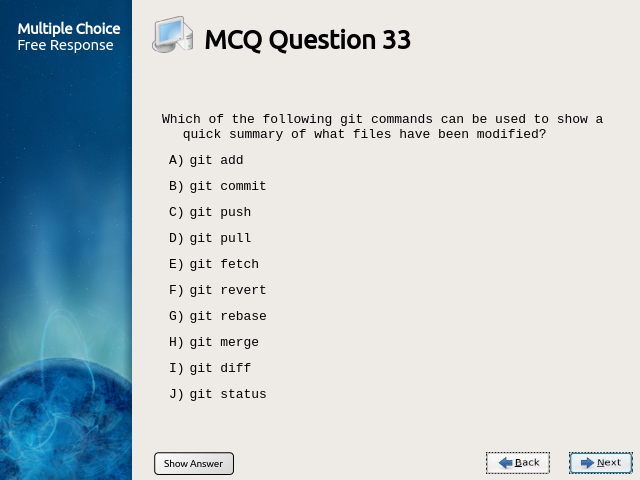 Multiple Choice
Free Response
MCQ Question 33
Which of the following git commands can be used to show a
quick summary of what files have been modified?
A) git add
B) git commit
C) git push
D) git pull
E) git fetch
F) git revert
G) git rebase
H) git merge
I) git diff
J) git status
Show Answer
Back
Next